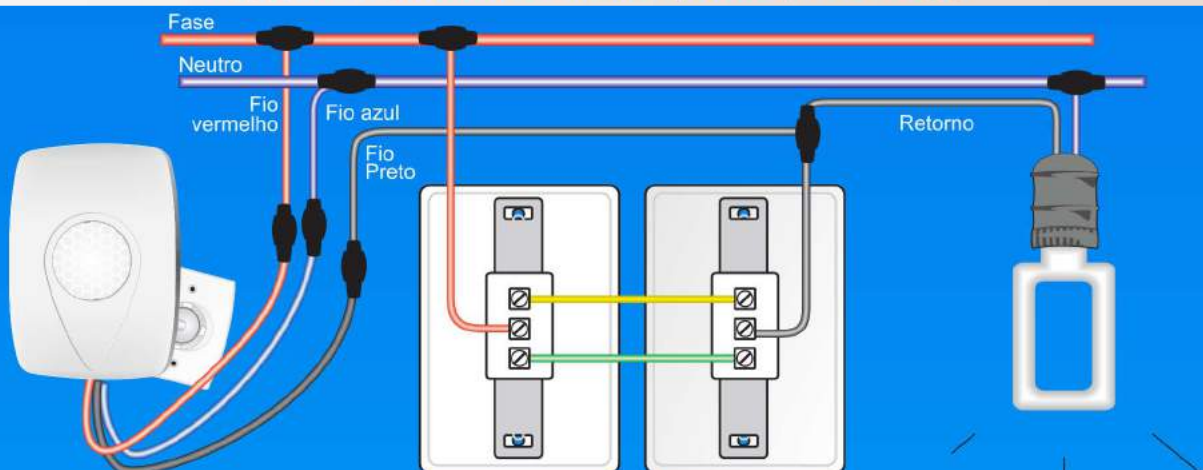 Fase
Neutro
Fio
vermelho
Fio azul
Fio
Preto
Retorno